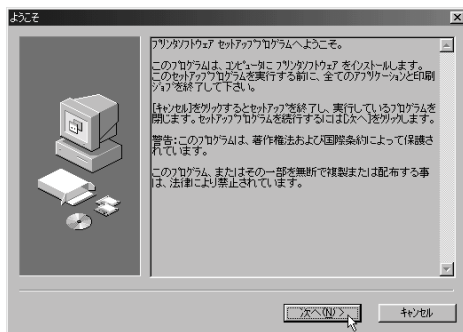 ようこそ
ﾌﾟﾘﾝﾀｿﾌﾄｳｪｱ ｾｯﾄｱｯﾌﾟﾌﾟﾛｸﾞﾗﾑへようこそ。
このﾌﾟﾛｸﾞﾗﾑは、ｺﾝﾋﾟｭｰﾀに ﾌﾟﾘﾝﾀｿﾌﾄｳｪｱ をｲﾝｽﾄｰﾙします。
このｾｯﾄｱｯﾌﾟﾌﾟﾛｸﾞﾗﾑを実行する前に、全てのｱﾌﾟﾘｹｰｼｮﾝと印刷
ｼﾞｮﾌﾞを終了して下さい。
[ｷｬﾝｾﾙ]をｸﾘｯｸするとｾｯﾄｱｯﾌﾟを終了し、実行しているﾌﾟﾛｸﾞﾗﾑを
閉じます。ｾｯﾄｱｯﾌﾟﾌﾟﾛｸﾞﾗﾑを続行するには[次へ]をｸﾘｯｸします。
警告:このﾌﾟﾛｸﾞﾗﾑは、著作権法および国際条約によって保護さ
れています。
このﾌﾟﾛｸﾞﾗﾑ、またはその一部を無断で複製または配布する事
は、法律により禁止されています。
次へ(N) >
ｷｬﾝｾﾙ